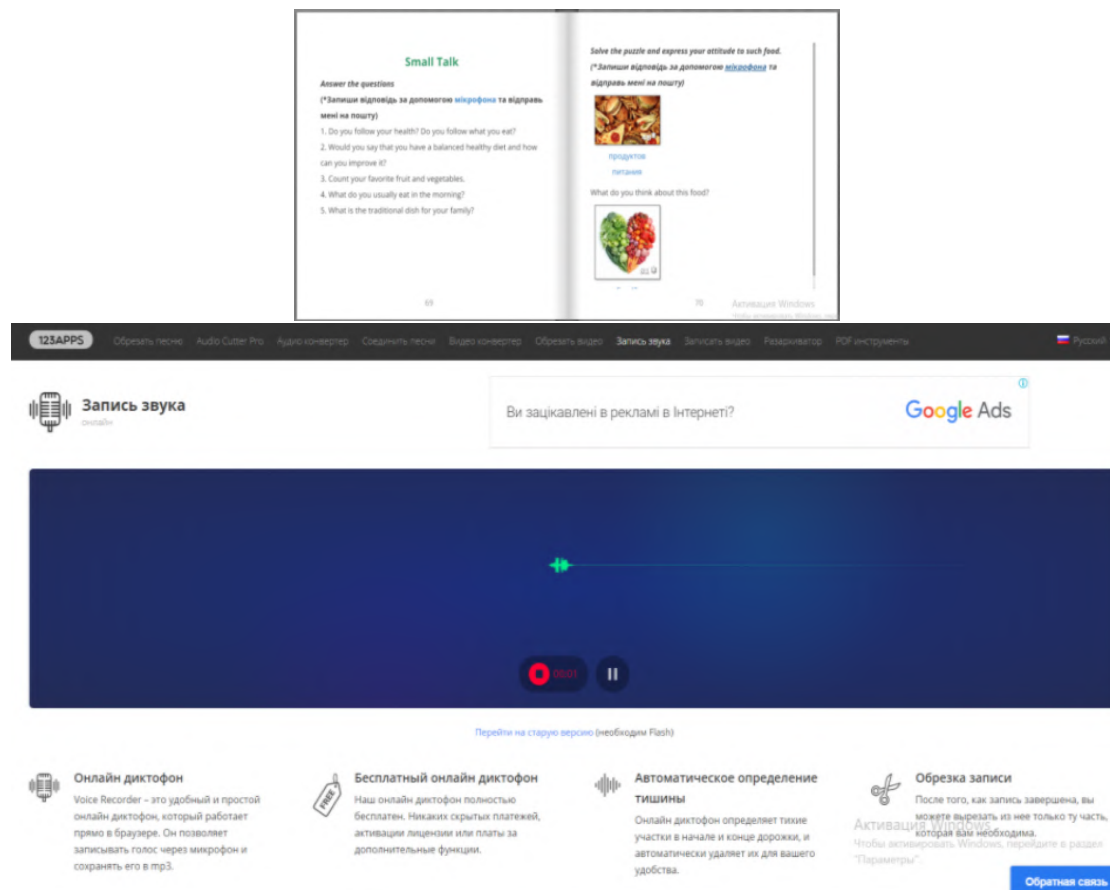 Small Talk
Answer the questions
(*Запиши відповідь за допомогою мікрофона та відправь
мені на пошту)
1. Do you follow your health? Do you follow what you eat?
2. Would you say that you have a balanced healthy diet and how
can you improve it?
3. Count your favorite fruit and vegetables.
4. What do you usually eat in the morning?
5. What is the traditional dish for your family?
69
Solve the puzzle and express your attitude to such food.
(*Запиши відповідь за допомогою мікрофона та
відправь мені на пошту)
продуктов
питания
What do you think about this food?
70
Активация Windows
123APPS Обрезать песню Audio Cutter Pro Аудио конвертер Соединить песни Видео конвертер Обрезать видео Запись звука Записать видео Разархиватор PDF инструменты Русский
Запись звука
онлайн
Ви зацікавлені в рекламі в Інтернеті?
Google Ads
00:01
Перейти на старую версию (необходим Flash)
Онлайн диктофон
Voice Recorder – это удобный и простой
онлайн диктофон, который работает
прямо в браузере. Он позволяет
записывать голос через микрофон и
сохранять его в mp3.
FREE
Бесплатный онлайн диктофон
Наш онлайн диктофон полностью
бесплатен. Никаких скрытых платежей,
активации лицензии или платы за
дополнительные функции.
Автоматическое определение
тишины
Онлайн диктофон определяет тихие
участки в начале и конце дорожки, и
автоматически удаляет их для вашего
удобства.
Обрезка записи
После того, как запись завершена, вы
можете вырезать из нее только ту часть,
которая вам необходима.
Активация Windows
Чтобы активировать Windows, перейдите в раздел
"Параметры".
Обратная связь